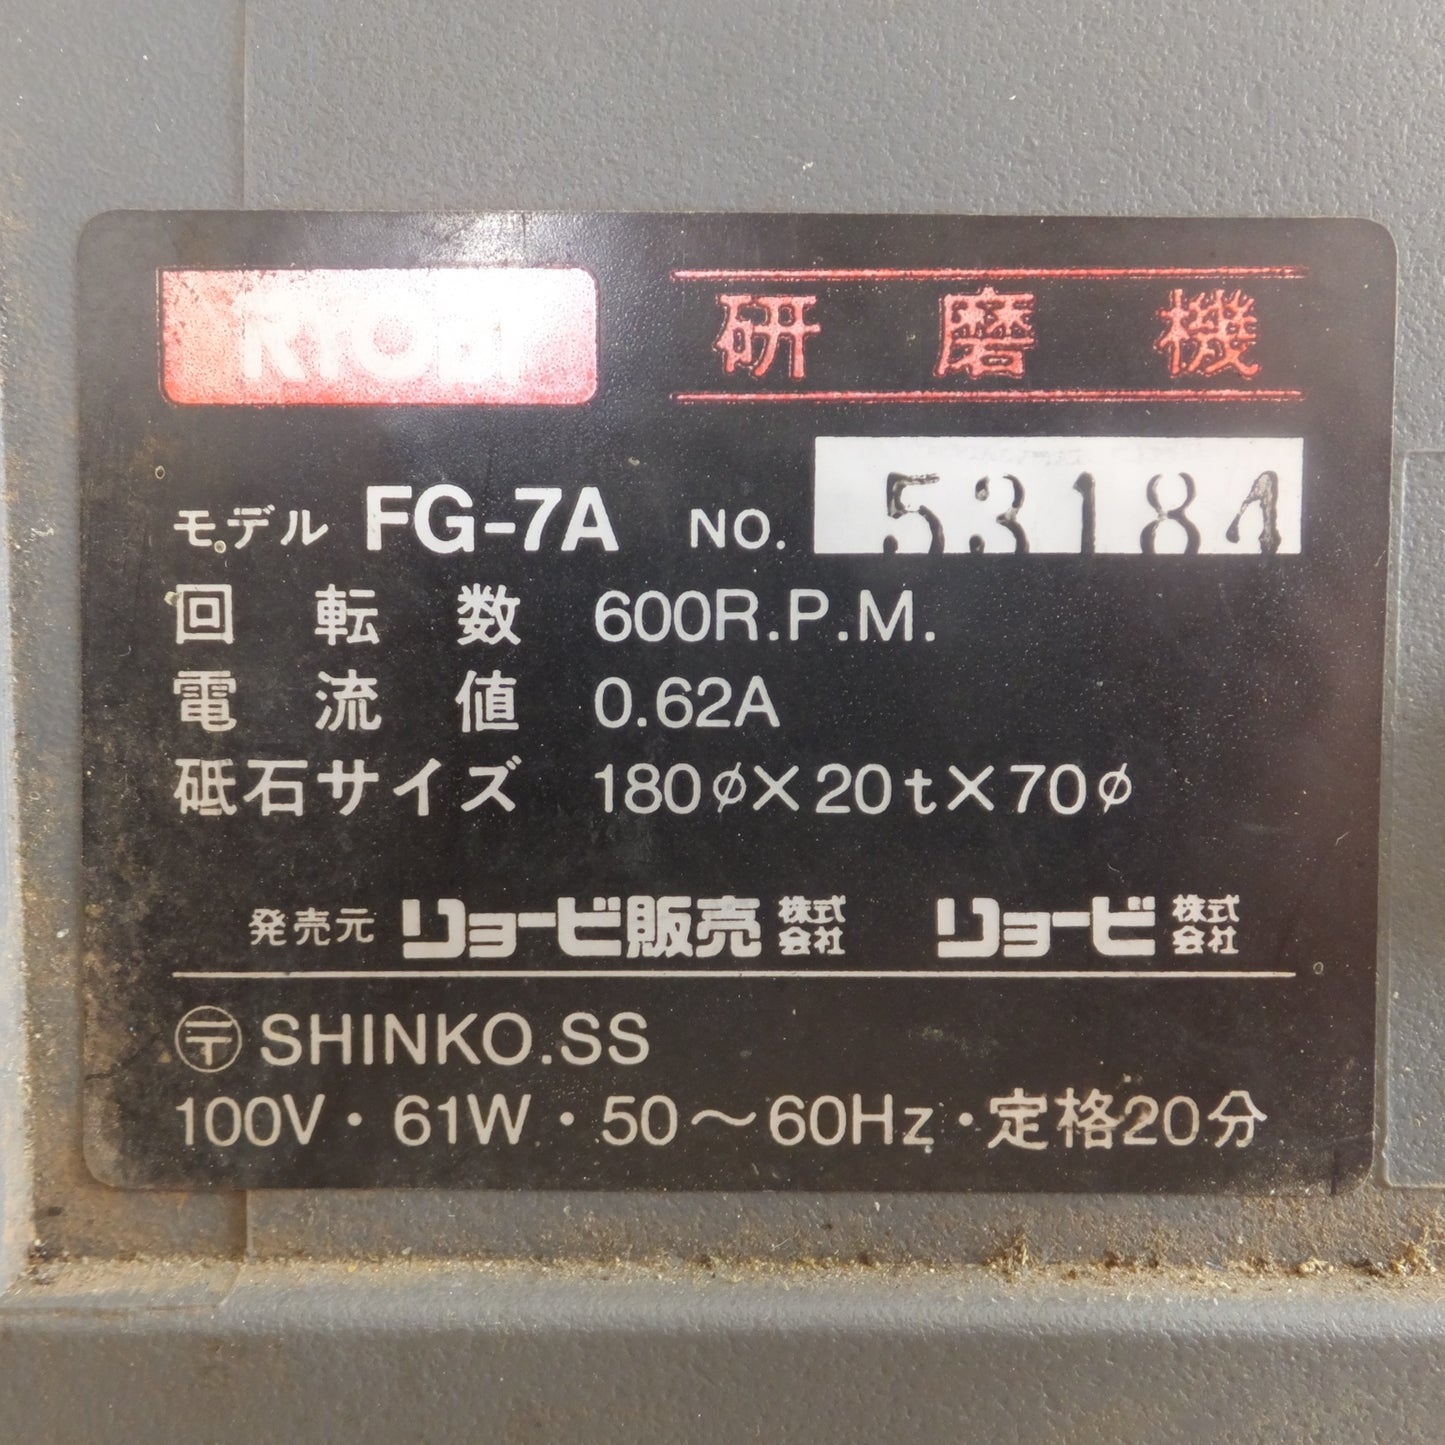 RYOBI 研磨機
モデル FG-7A NO. 53184
回転数 600R.P.M.
電流値 0.62A
砥石サイズ 180φ×20t×70φ
発売元 リョービ販売株式会社 リョービ株式会社
〒 SHINKO.SS
100V・61W・50～60Hz・定格20分